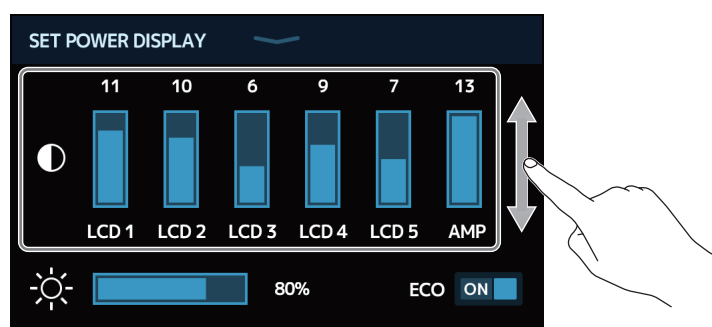 SET POWER DISPLAY
11 10 6 9 7 13
LCD 1 LCD 2 LCD 3 LCD 4 LCD 5 AMP
80% ECO ON